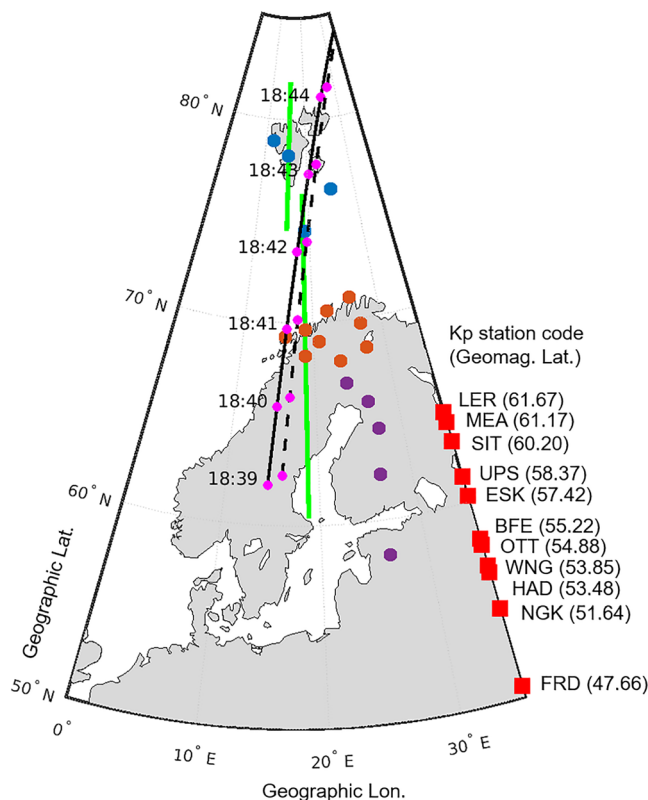 80° N
18:44
18:43
18:42
70° N
18:41
Kp station code
(Geomag. Lat.)
18:40
LER (61.67)
MEA (61.17)
SIT (60.20)
18:39
UPS (58.37)
60° N
ESK (57.42)
BFE (55.22)
OTT (54.88)
WNG (53.85)
HAD (53.48)
NGK (51.64)
Geographic Lat.
50° N
FRD (47.66)
0°
10° E
20° E
30° E
Geographic Lon.